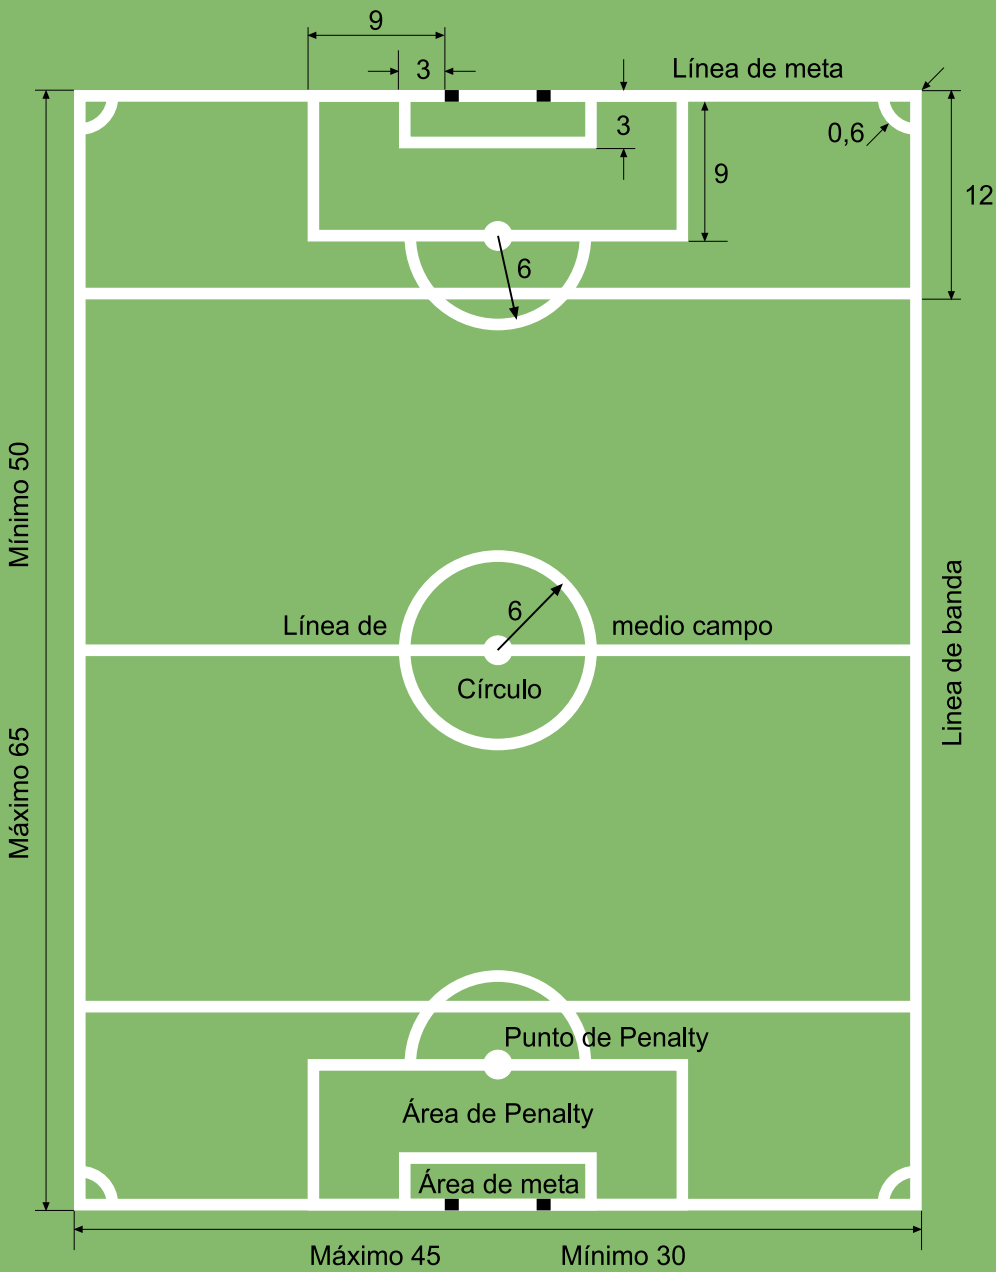 9
3
Línea de meta
3
0,6
9
12
6
Mínimo 50
6
Línea de
medio campo
Círculo
Linea de banda
Máximo 65
Punto de Penalty
Área de Penalty
Área de meta
Máximo 45
Mínimo 30